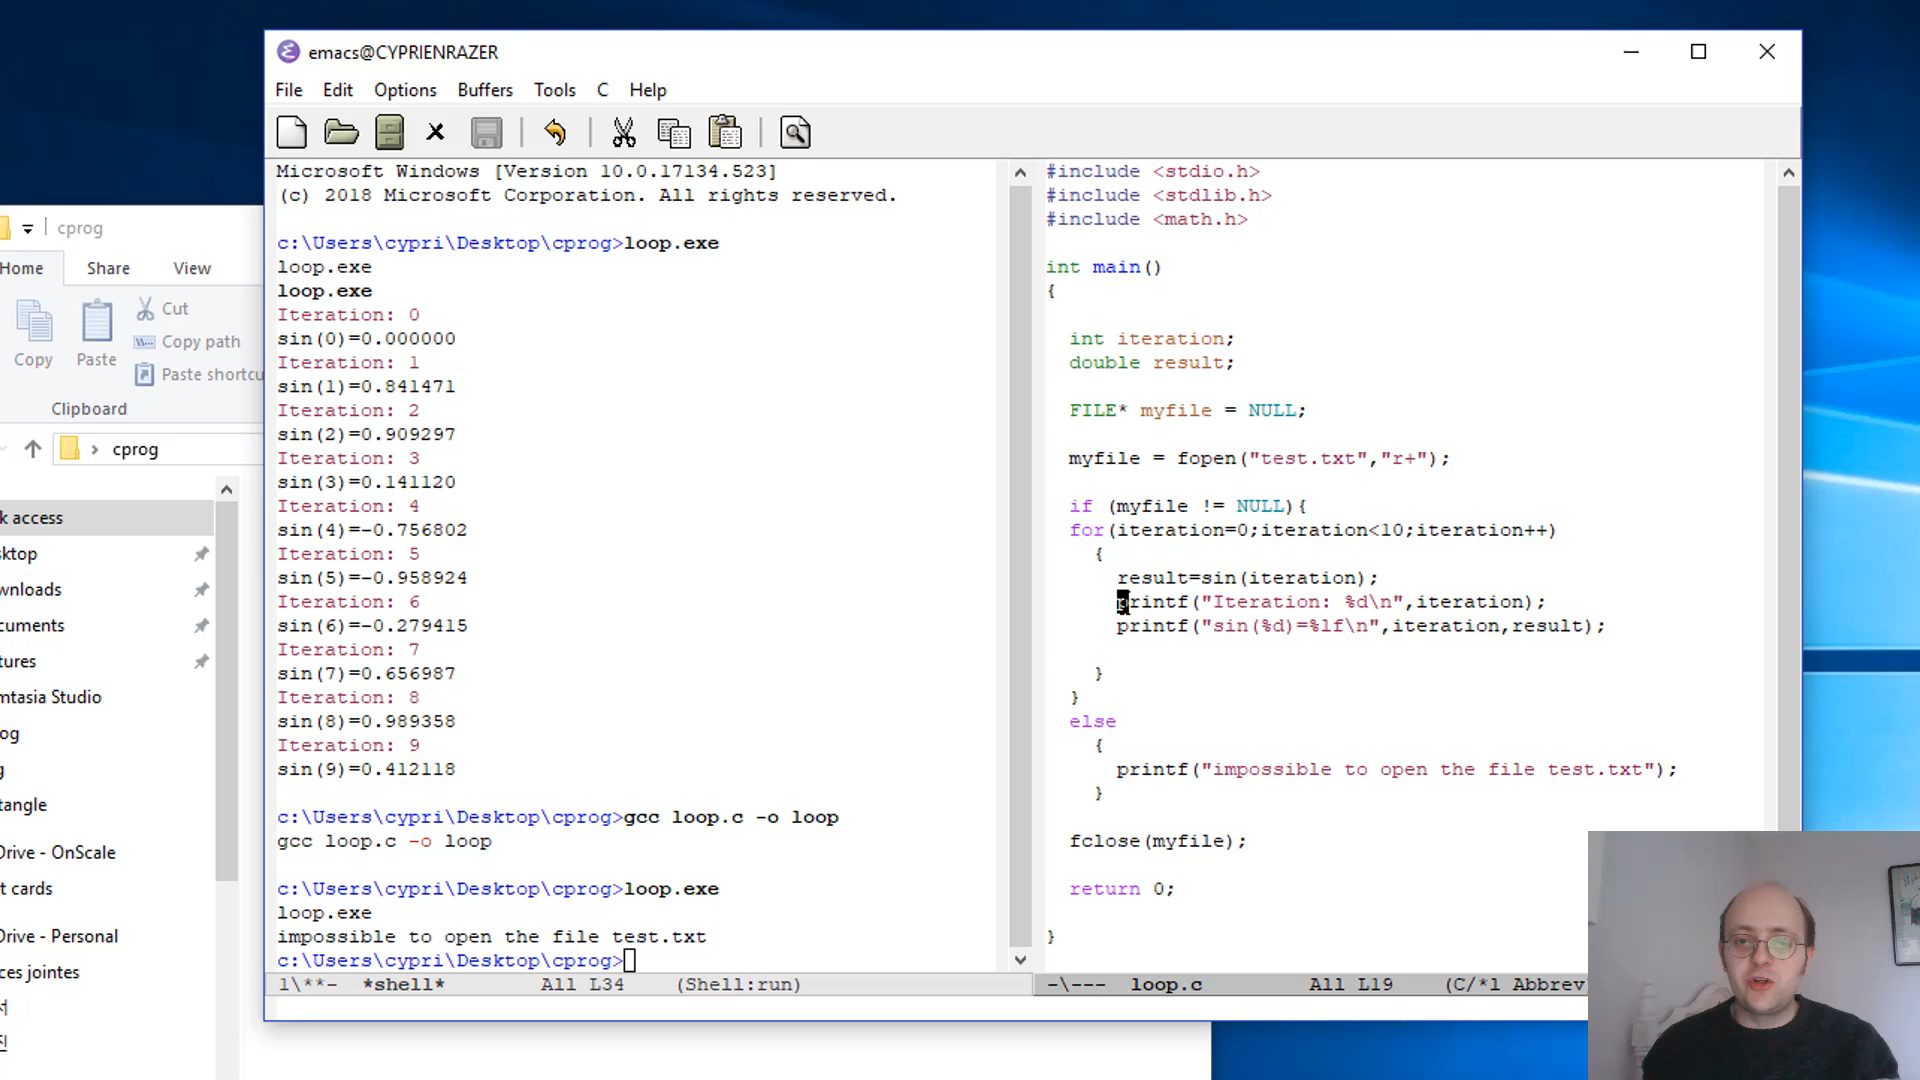 emacs@CYPRIENRAZER
File Edit Options Buffers Tools C Help
Microsoft Windows [Version 10.0.17134.523]
(c) 2018 Microsoft Corporation. All rights reserved.
c:\Users\cypri\Desktop\cprog>loop.exe
loop.exe
loop.exe
Iteration: 0
sin(0)=0.000000
Iteration: 1
sin(1)=0.841471
Iteration: 2
sin(2)=0.909297
Iteration: 3
sin(3)=0.141120
Iteration: 4
sin(4)=-0.756802
Iteration: 5
sin(5)=-0.958924
Iteration: 6
sin(6)=-0.279415
Iteration: 7
sin(7)=0.656987
Iteration: 8
sin(8)=0.989358
Iteration: 9
sin(9)=0.412118
c:\Users\cypri\Desktop\cprog>gcc loop.c -o loop
gcc loop.c -o loop
c:\Users\cypri\Desktop\cprog>loop.exe
loop.exe
impossible to open the file test.txt
c:\Users\cypri\Desktop\cprog>
l\**- *shell* All L34 (Shell:run)
#include <stdio.h>
#include <stdlib.h>
#include <math.h>
int main()
{
int iteration;
double result;
FILE* myfile = NULL;
myfile = fopen("test.txt","r+");
if (myfile != NULL){
for(iteration=0;iteration<10;iteration++)
{
result=sin(iteration);
printf("Iteration: %d\n",iteration);
printf("sin(%d)=%lf\n",iteration,result);
}
}
else
{
printf("impossible to open the file test.txt");
}
fclose(myfile);
return 0;
}
-\--- loop.c All L19 (C/*l Abbrev
cprog
Home Share View
Copy
Paste
Cut
Copy path
Paste shortcu
Clipboard
cprog
k access
sktop
wnloads
cuments
tures
mtasia Studio
og
g
tangle
Drive - OnScale
t cards
Drive - Personal
ces jointes